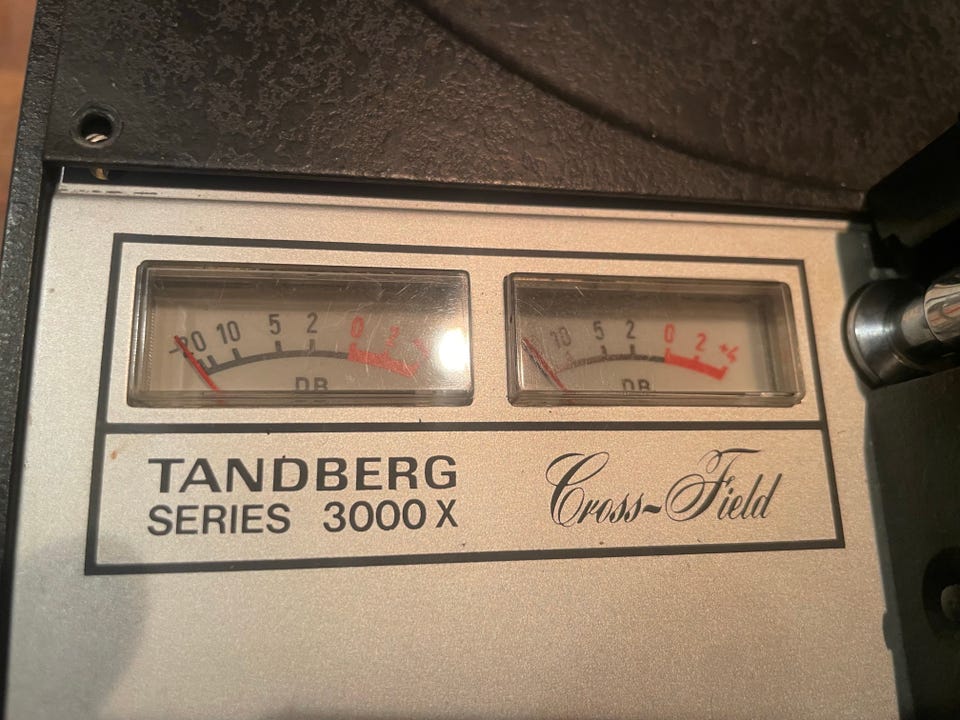 -20 10 5 2 0 2
DB
10 5 2 0 2 +4
DB
TANDBERG
SERIES 3000 X
Cross-Field